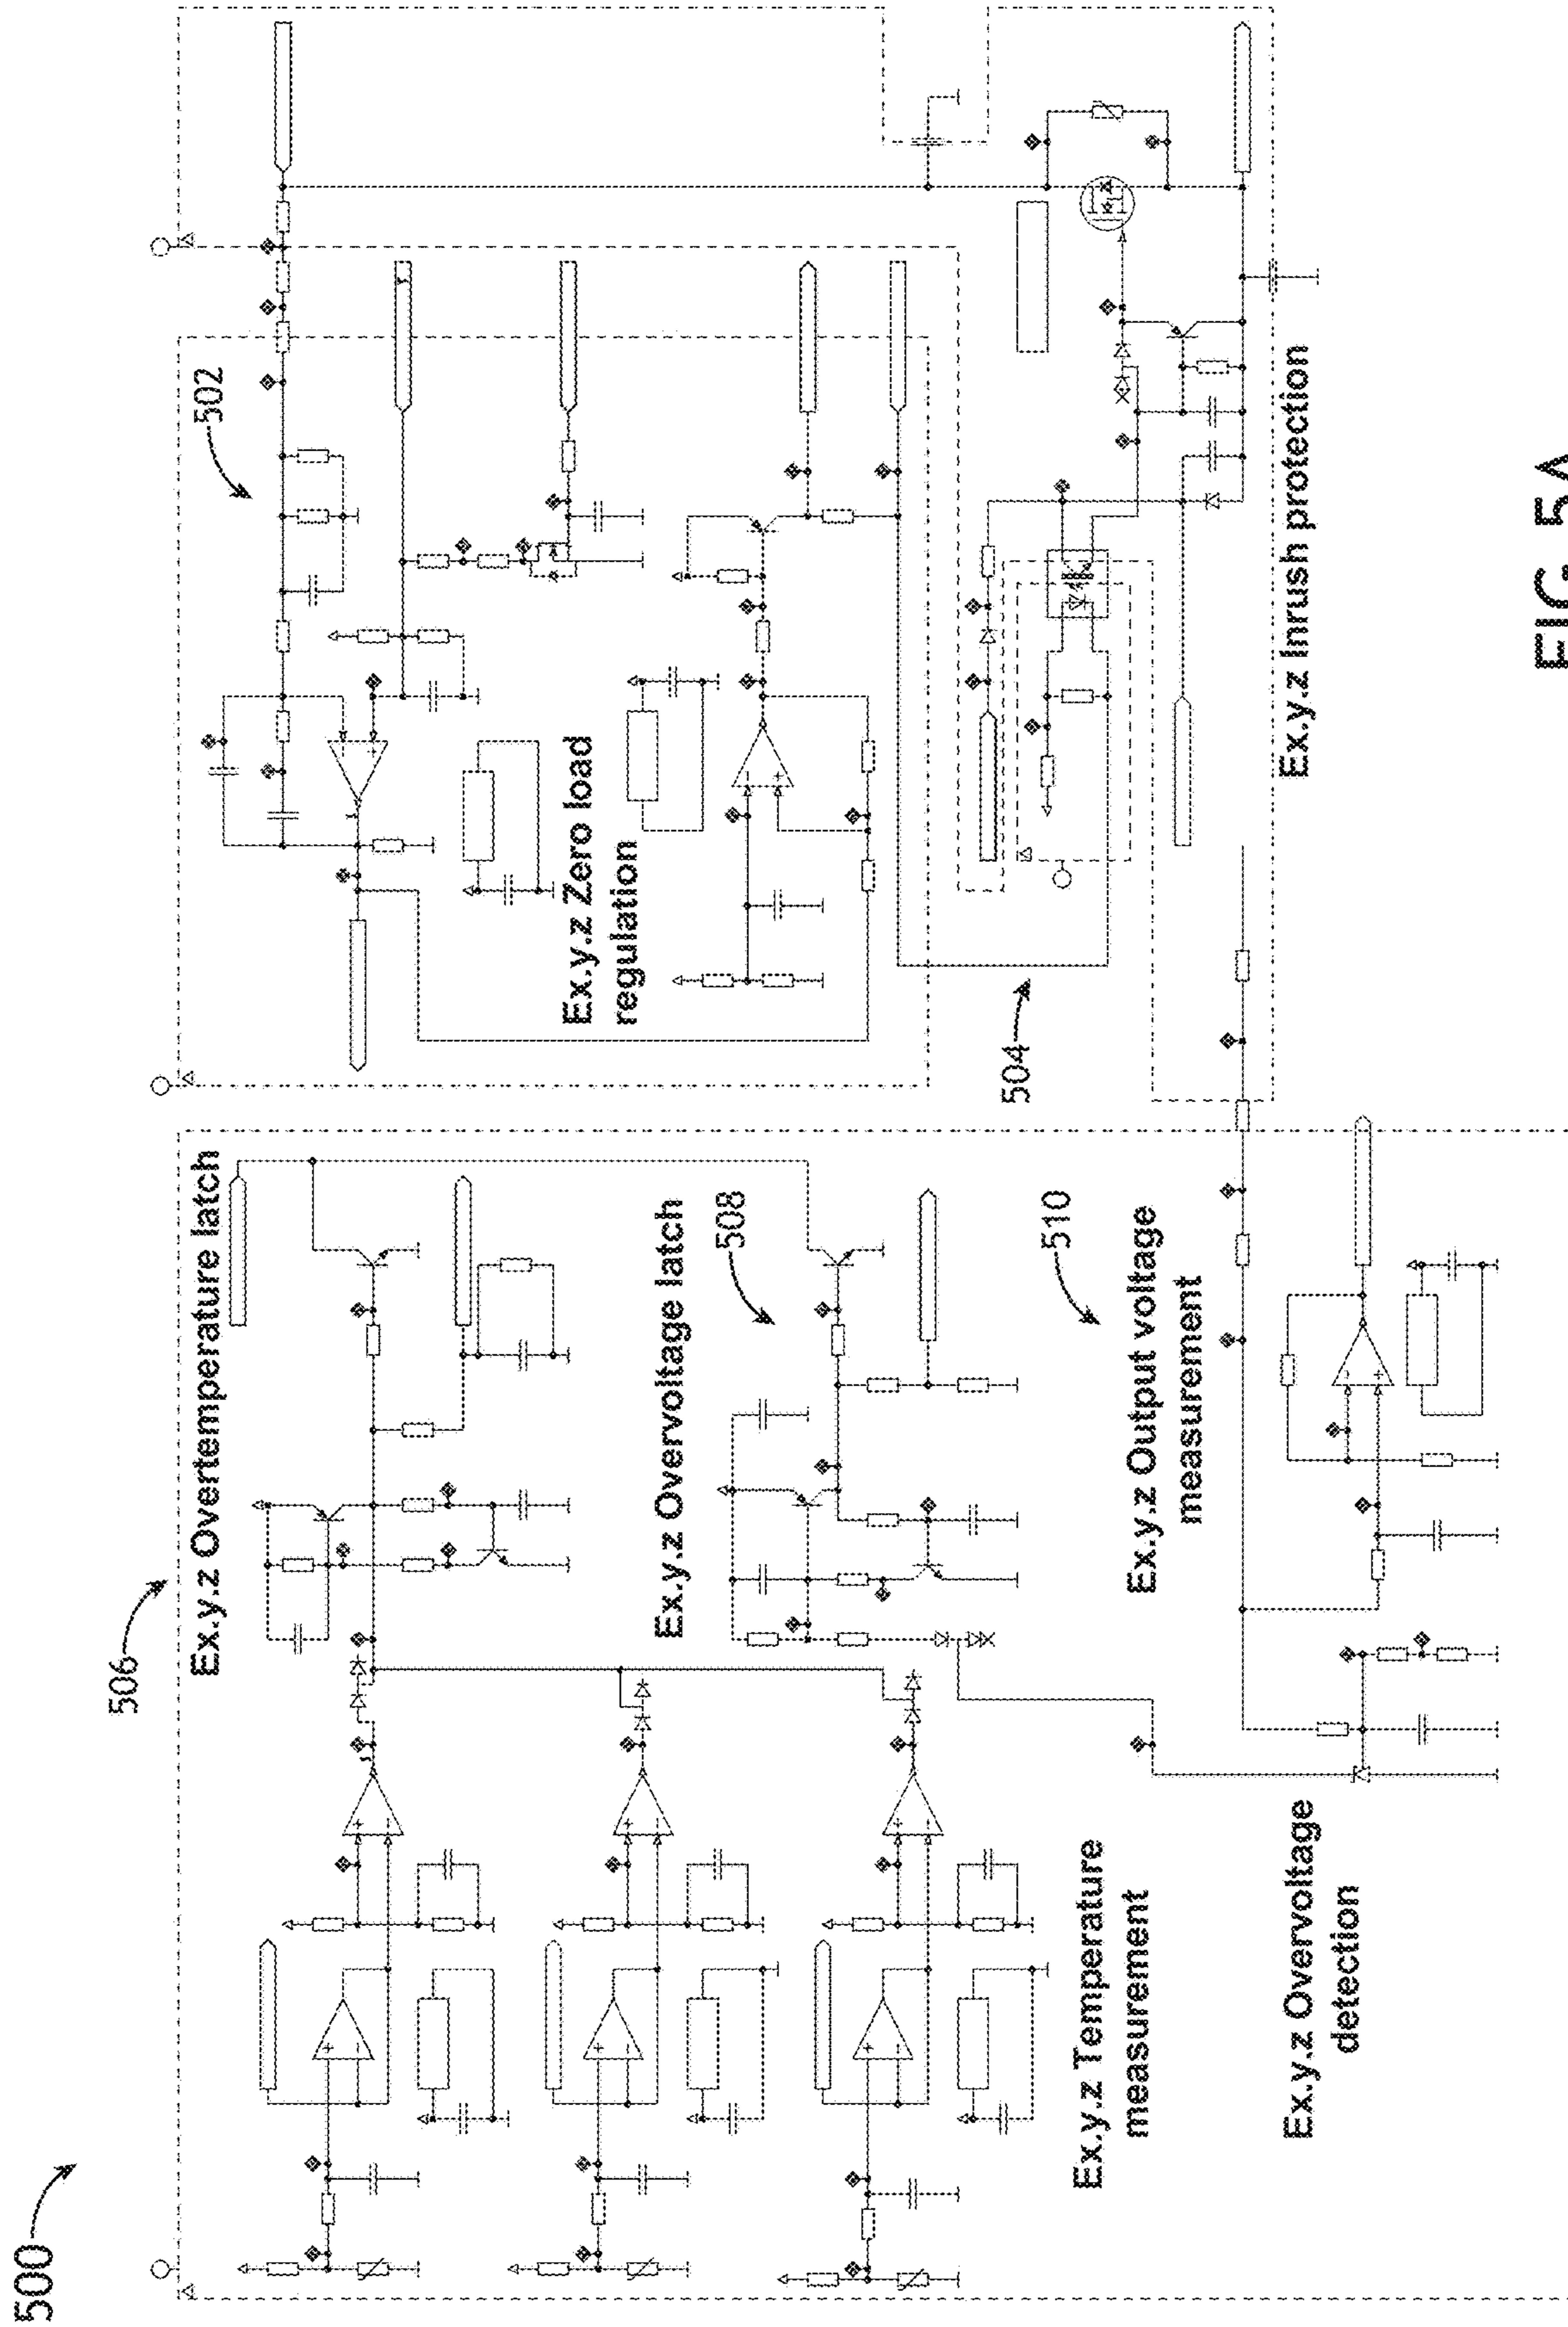 500
506
Ex.y.z Overtemperature latch
502
Ex.y.z Zero load
regulation
Ex.y.z Overvoltage latch
508
504
510
Ex.y.z Output voltage
measurement
Ex.y.z Temperature
measurement
Ex.y.z Overvoltage
detection
Ex.y.z Inrush protection
FIG. 5A